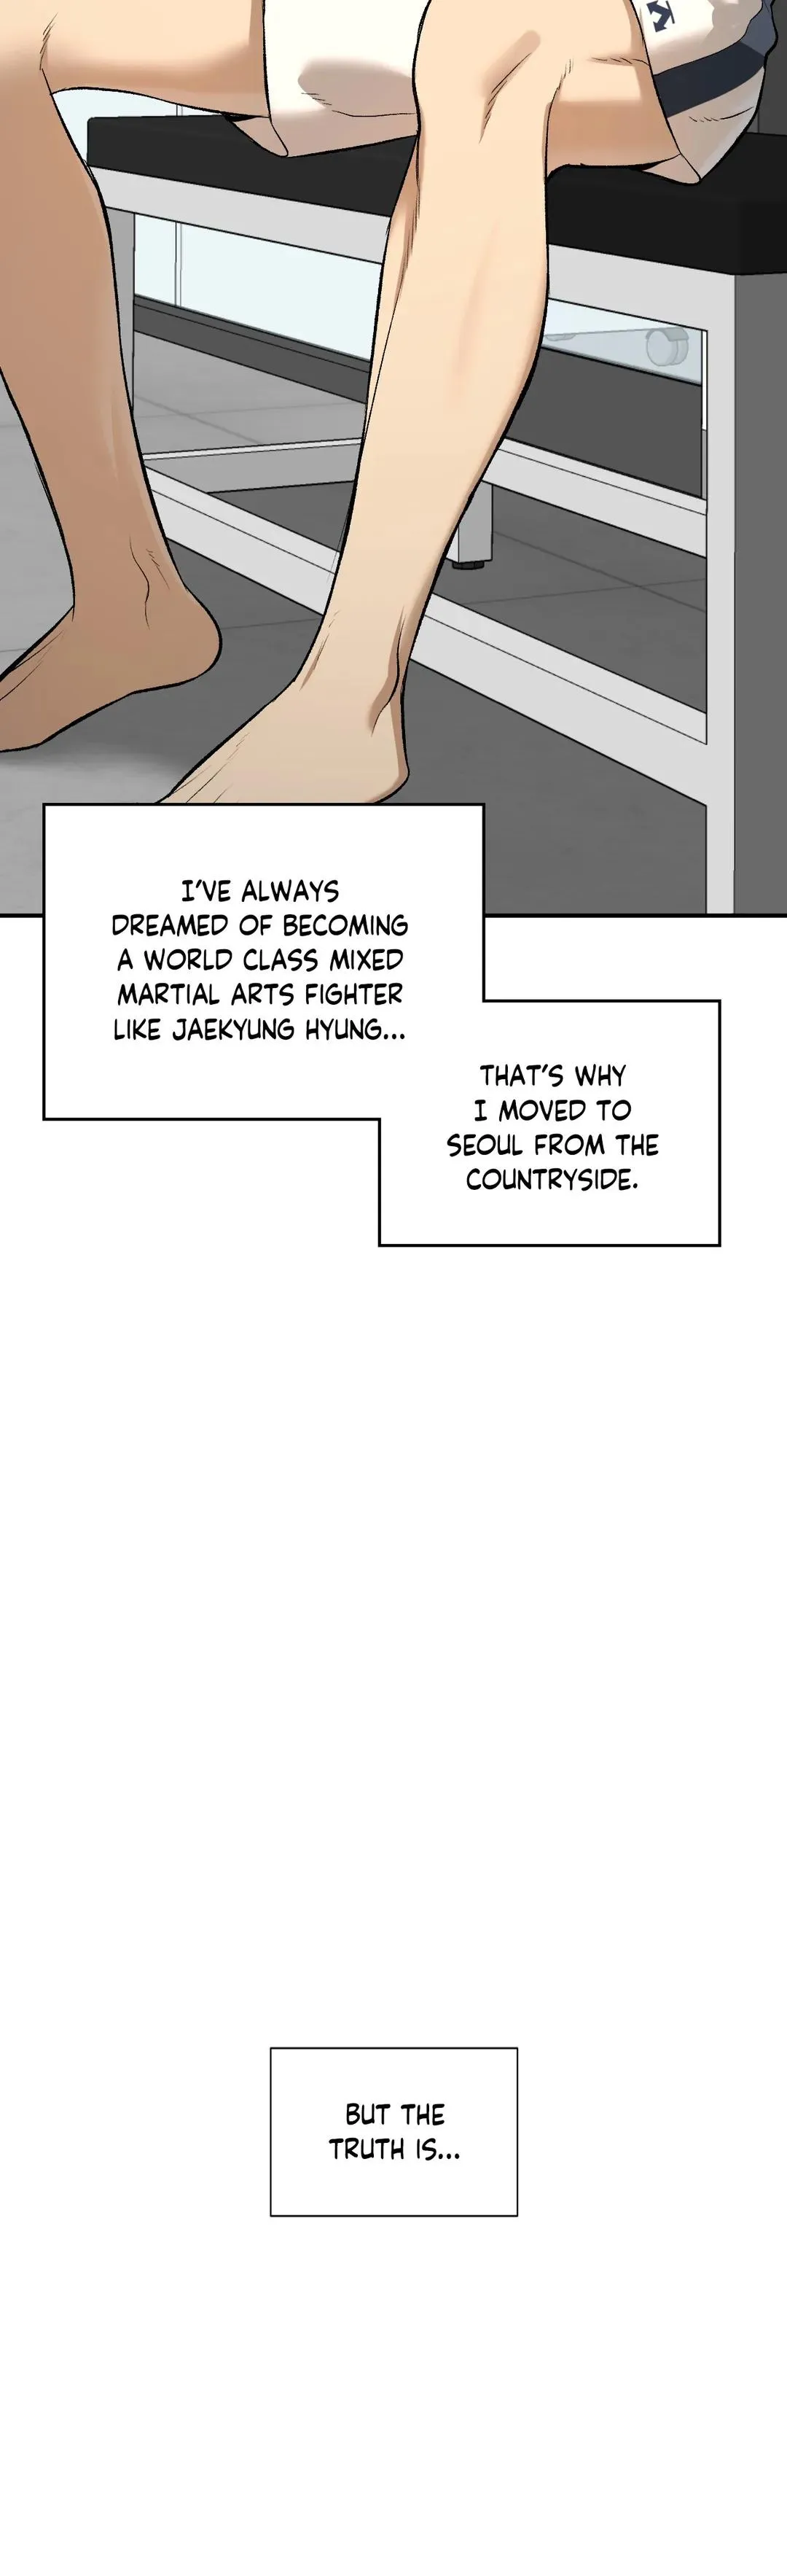 I'VE ALWAYS
DREAMED OF BECOMING
A WORLD CLASS MIXED
MARTIAL ARTS FIGHTER
LIKE JAEKYUNG HYUNG...
THAT'S WHY
I MOVED TO
SEOUL FROM THE
COUNTRYSIDE.
BUT THE
TRUTH IS...